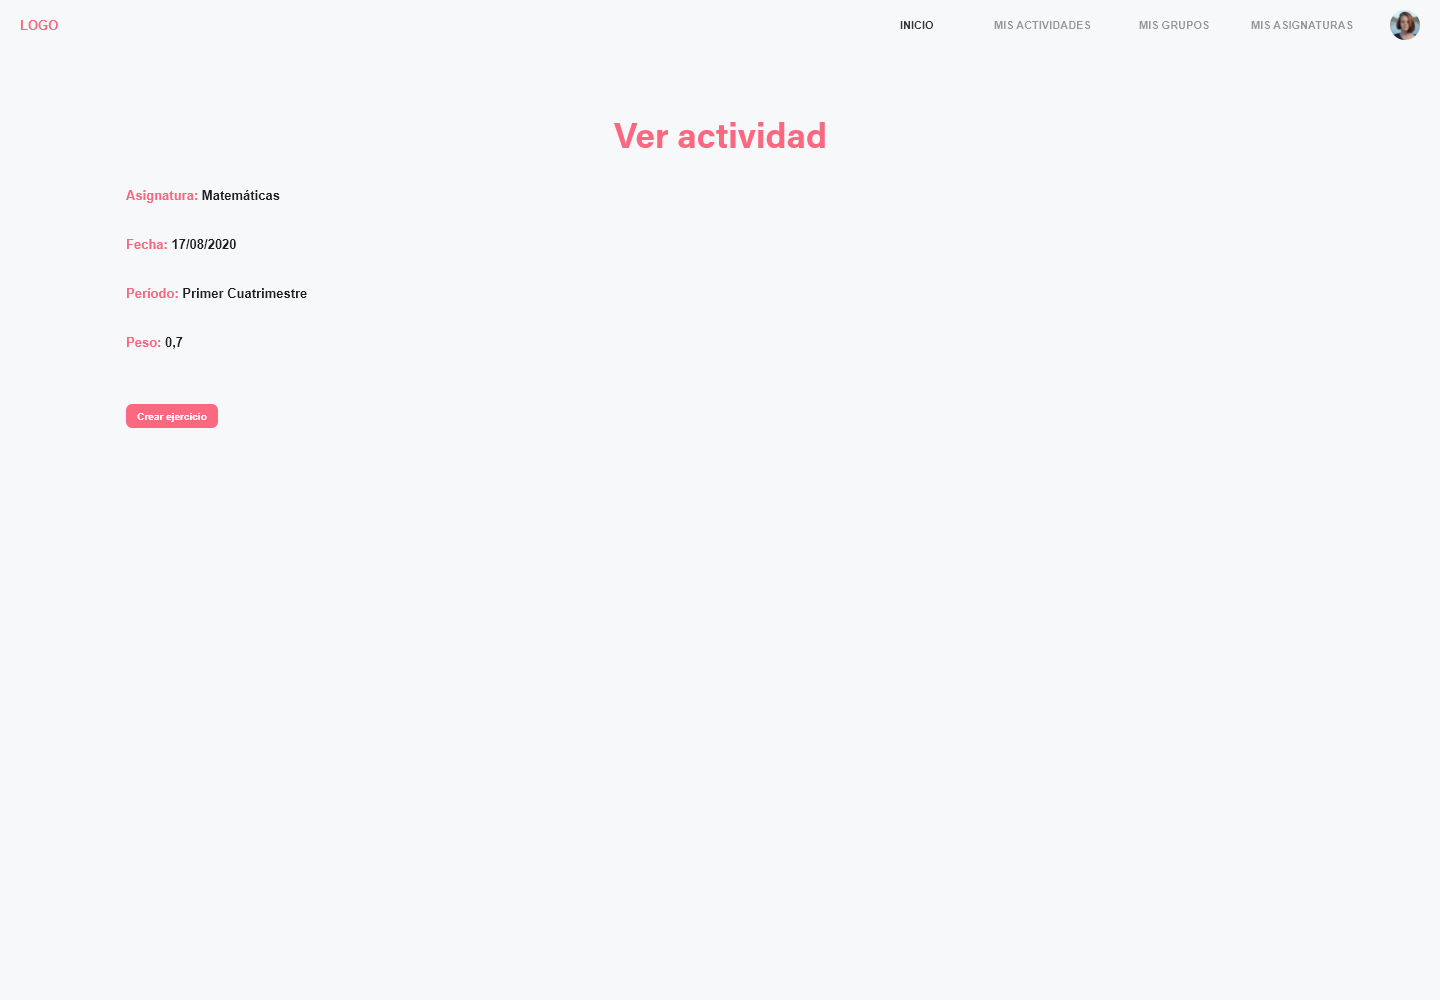 LOGO
INICIO
MIS ACTIVIDADES
MIS GRUPOS
MIS ASIGNATURAS
Ver actividad
Asignatura: Matemáticas
Fecha: 17/08/2020
Período: Primer Cuatrimestre
Peso: 0,7
Crear ejercicio